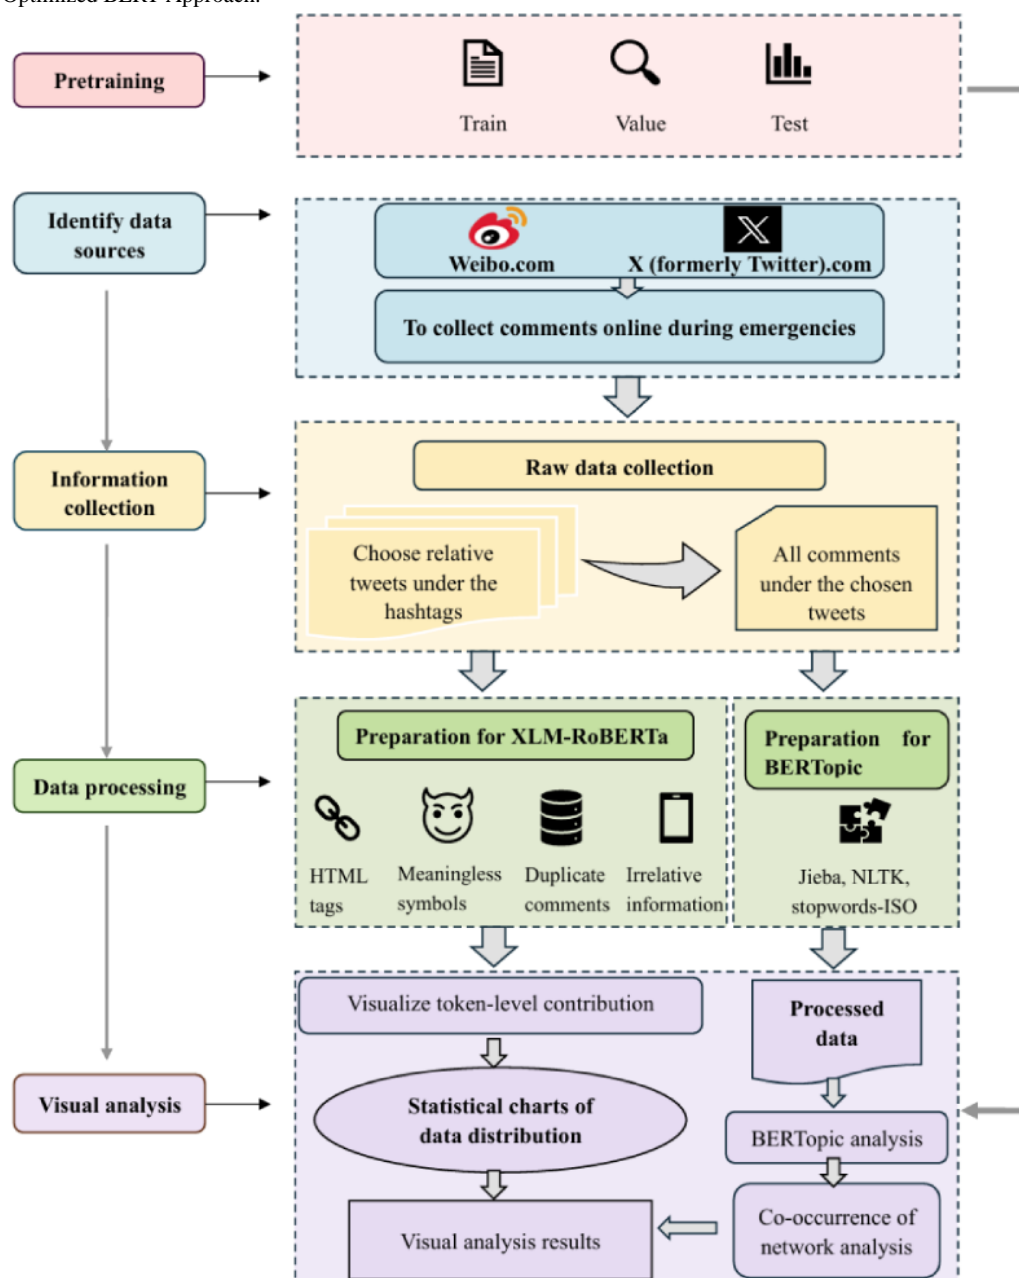 Optimized BERT Approach.
Pretraining
Train
Value
Test
Identify data
sources
Weibo.com
X (formerly Twitter).com
To collect comments online during emergencies
Information
collection
Raw data collection
Choose relative
tweets under the
hashtags
All comments
under the chosen
tweets
Data processing
Preparation for XLM-RoBERTa
HTML
tags
Meaningless
symbols
Duplicate
comments
Irrelative
information
Preparation for
BERTopic
Jieba, NLTK,
stopwords-ISO
Visual analysis
Visualize token-level contribution
Statistical charts of
data distribution
Visual analysis results
Processed
data
BERTopic analysis
Co-occurrence of
network analysis